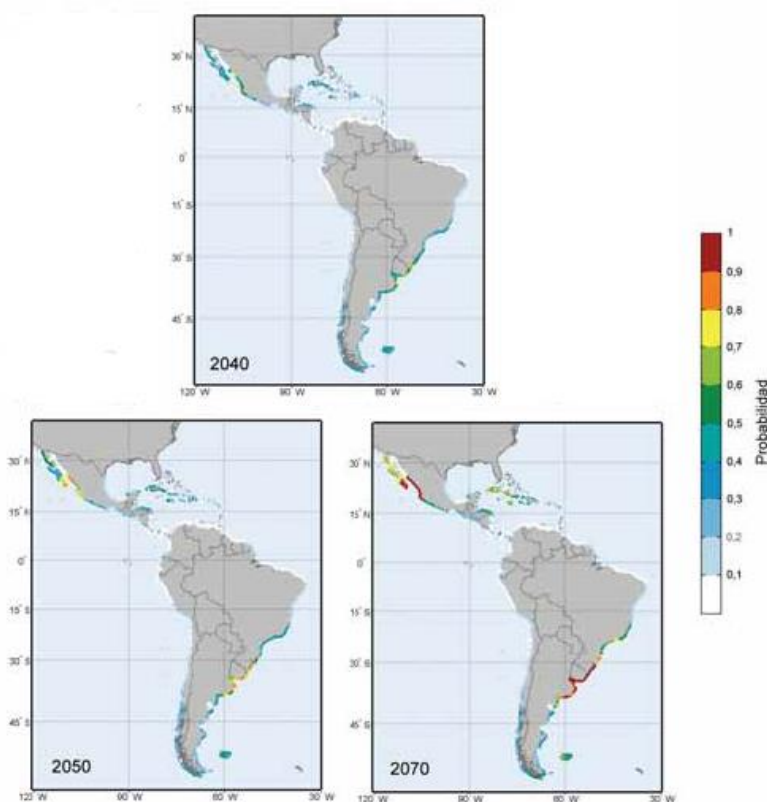 30° N
15° N
0°
15° S
30° S
45° S
2040
120 W
90 W
60 W
30 W
1
0,9
0,8
0,7
0,6
0,5
0,4
0,3
0,2
0,1
Probabilidad
30° N
15° N
0°
15° S
30° S
45° S
2050
120 W
90 W
60 W
30 W
30° N
15° N
0°
15° S
30° S
45° S
2070
120 W
90 W
60 W
30 W